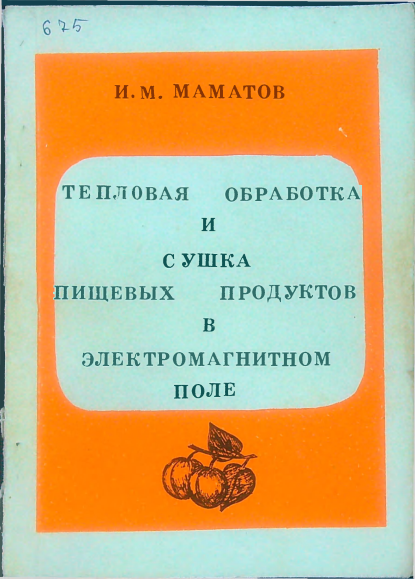 675
И. М. МАМАТОВ
ТЕПЛОВАЯ ОБРАБОТКА
И
СУШКА
ПИЩЕВЫХ ПРОДУКТОВ
В
ЭЛЕКТРОМАГНИТНОМ
ПОЛЕ